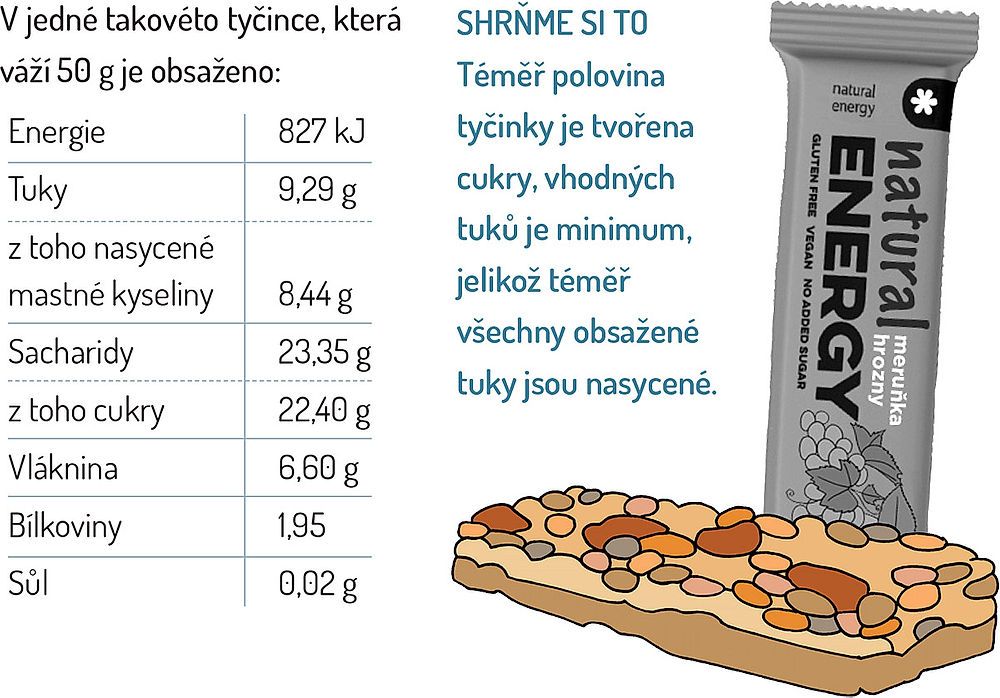 V jedné takovéto tyčince, která
váží 50 g je obsaženo:
Energie 827 kJ
Tuky 9,29 g
z toho nasycené
mastné kyseliny 8,44 g
Sacharidy 23,35 g
z toho cukry 22,40 g
Vláknina 6,60 g
Bílkoviny 1,95
Sůl 0,02 g
SHRŇME SI TO
Téměř polovina
tyčinky je tvořena
cukry, vhodných
tuků je minimum,
jelikož téměř
všechny obsažené
tuky jsou nasycené.
natural
energy
natural
ENERGY
GLUTEN FREE VEGAN NO ADDED SUGAR
meruňka
hrozny